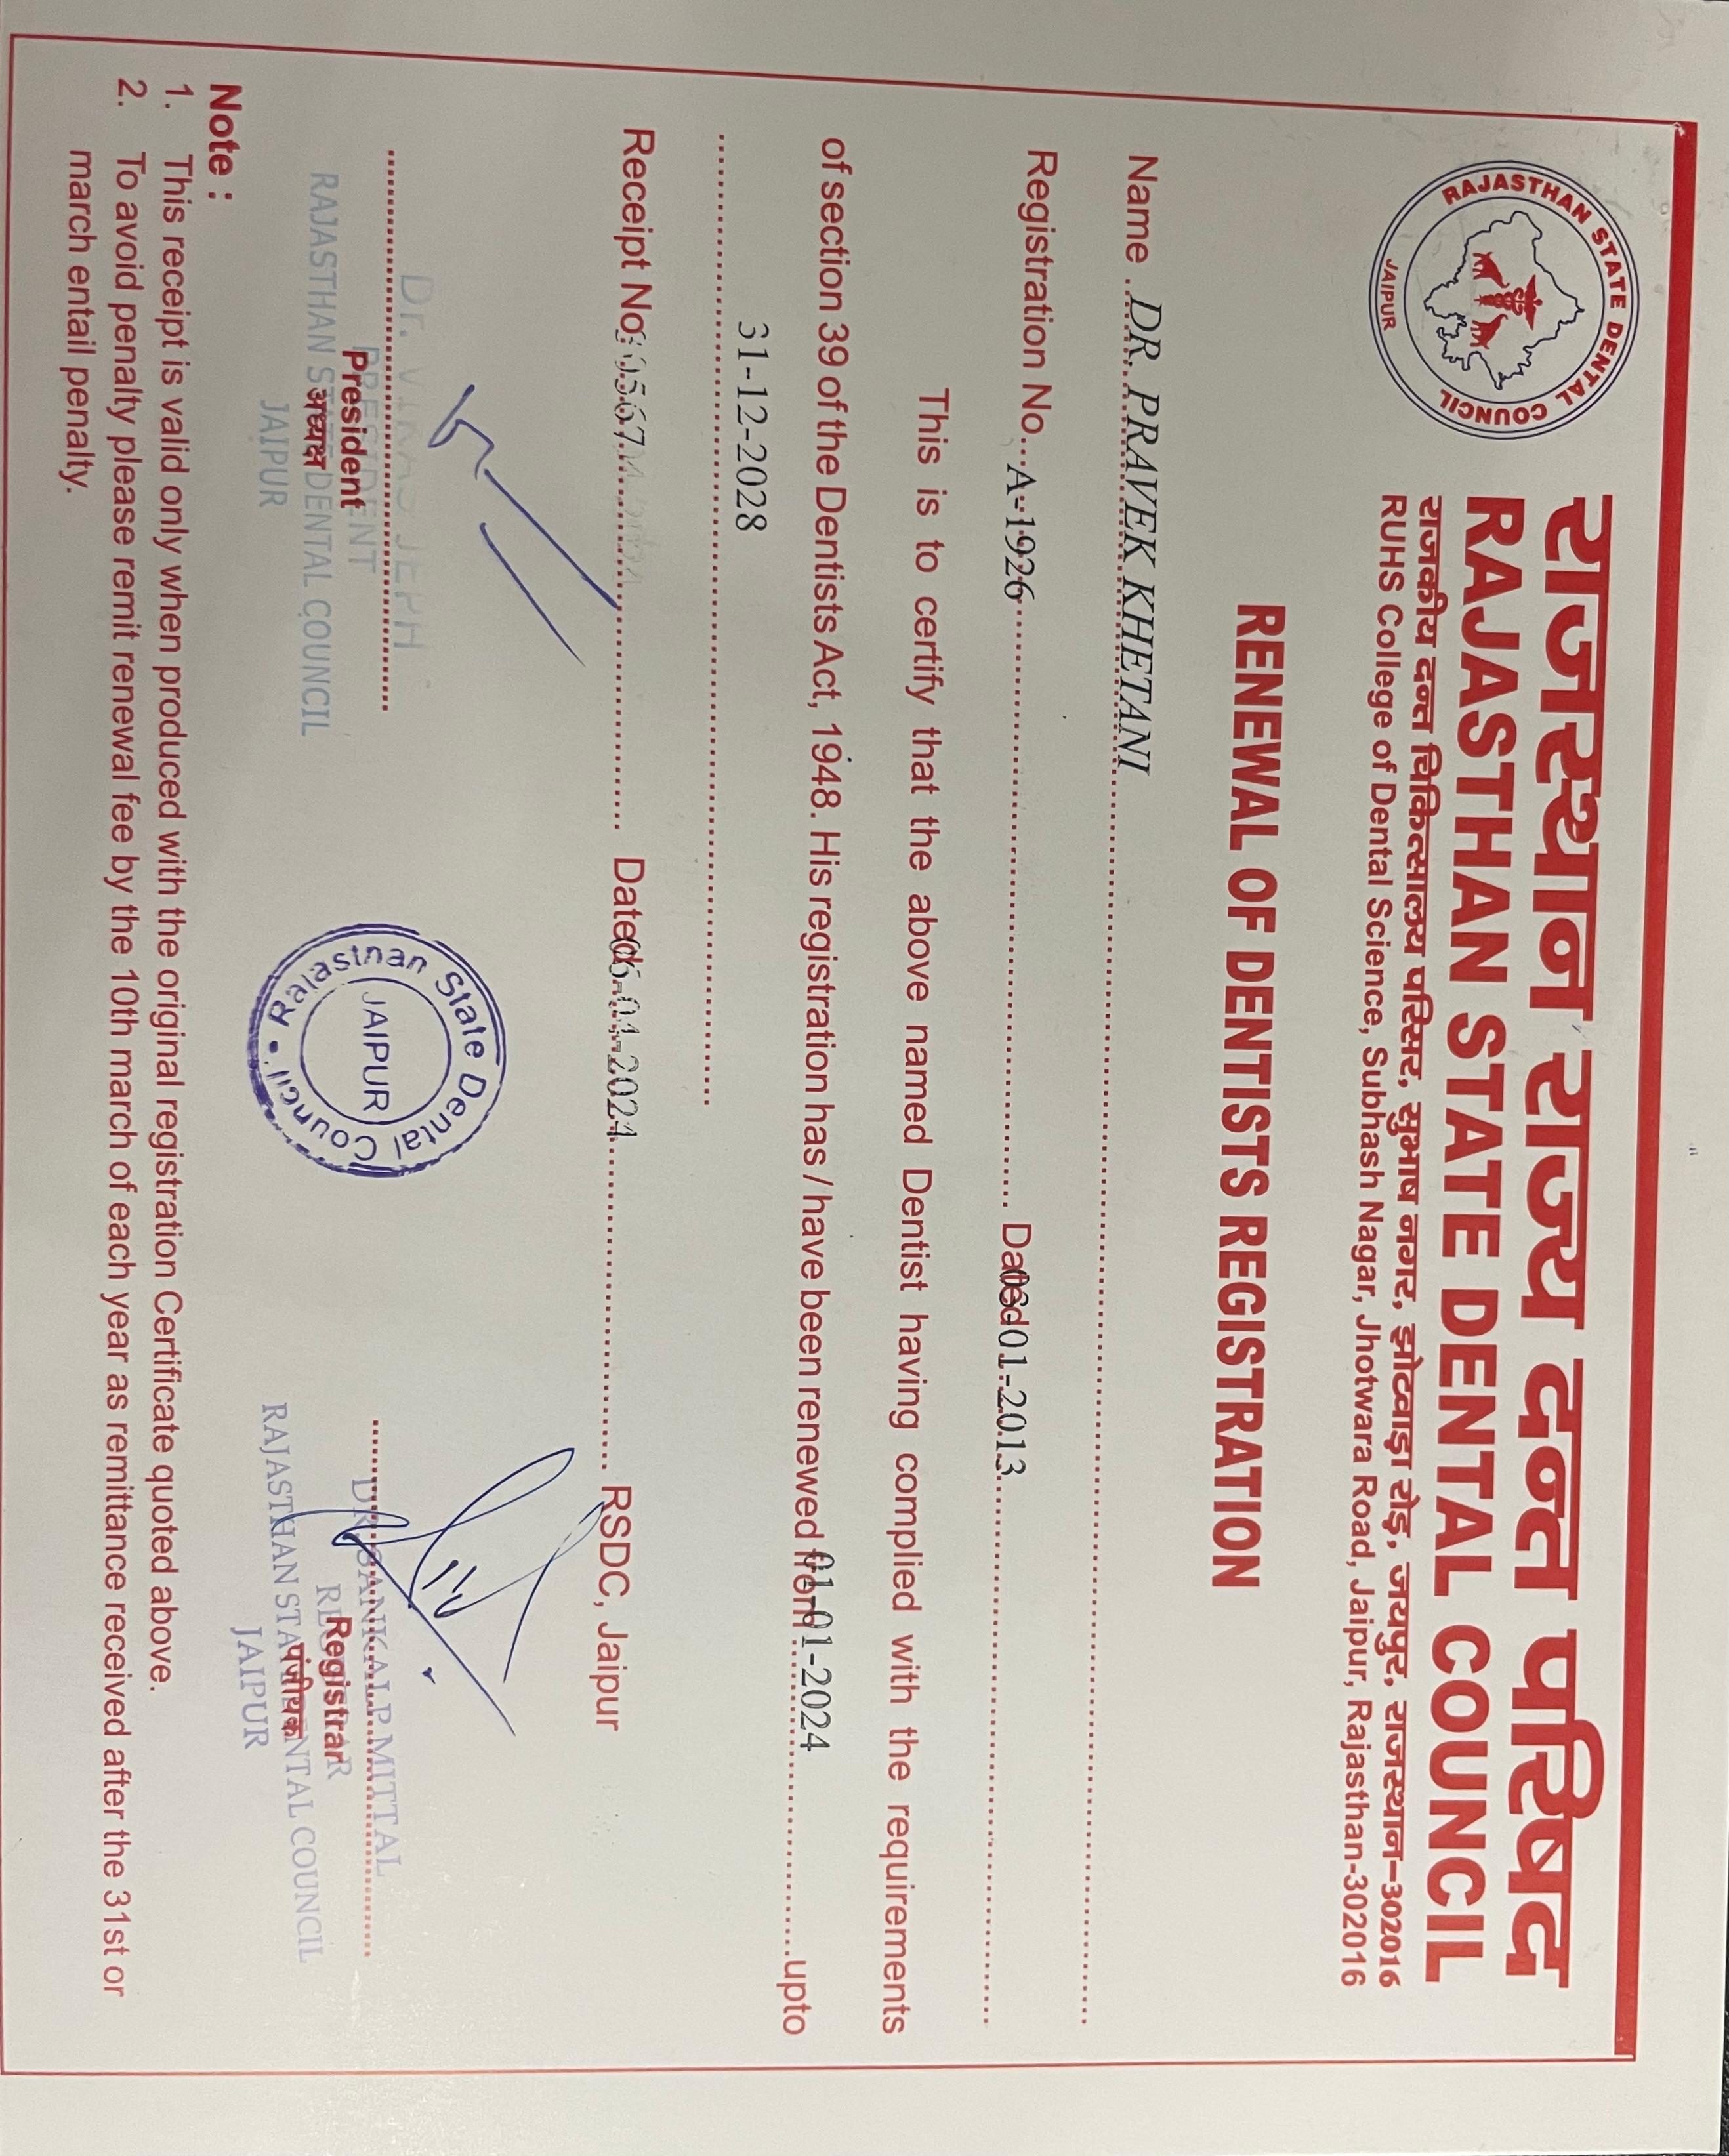 RAJASTHAN STATE DENTAL COUNCIL
JAIPUR
राजस्थान राज्य दन्त परिषद
RAJASTHAN STATE DENTAL COUNCIL
राजकीय दन्त चिकित्सालय परिसर, सुभाष नगर, झोटवाड़ा रोड़, जयपुर, राजस्थान-302016
RUHS College of Dental Science, Subhash Nagar, Jhotwara Road, Jaipur, Rajasthan-302016
RENEWAL OF DENTISTS REGISTRATION
Name DR. PRAVEK KHETANI
Registration No. A-1926 Dated 01-2013
This is to certify that the above named Dentist having complied with the requirements
of section 39 of the Dentists Act, 1948. His registration has / have been renewed from 01-01-2024 upto
31-12-2028
Receipt No. Dated 06-04-2024 RSDC, Jaipur
Dr.
PRESIDENT
President
RAJASTHAN STATE DENTAL COUNCIL
अध्यक्ष
JAIPUR
Rajasthan State Dental Council
JAIPUR
DR SANKALP MITTAL
REGISTRAR
Registrar
RAJASTHAN STATE DENTAL COUNCIL
पंजीयक
JAIPUR
Note :
1. This receipt is valid only when produced with the original registration Certificate quoted above.
2. To avoid penalty please remit renewal fee by the 10th march of each year as remittance received after the 31st or
march entail penalty.